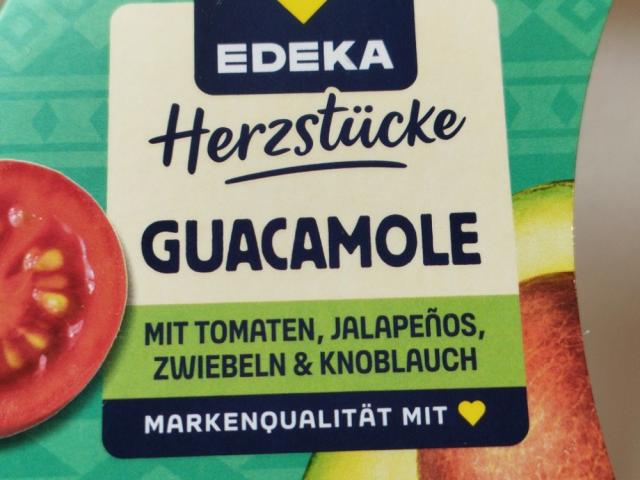 EDEKA
Herzstücke
GUACAMOLE
MIT TOMATEN, JALAPEÑOS,
ZWIEBELN & KNOBLAUCH
MARKENQUALITÄT MIT 💛